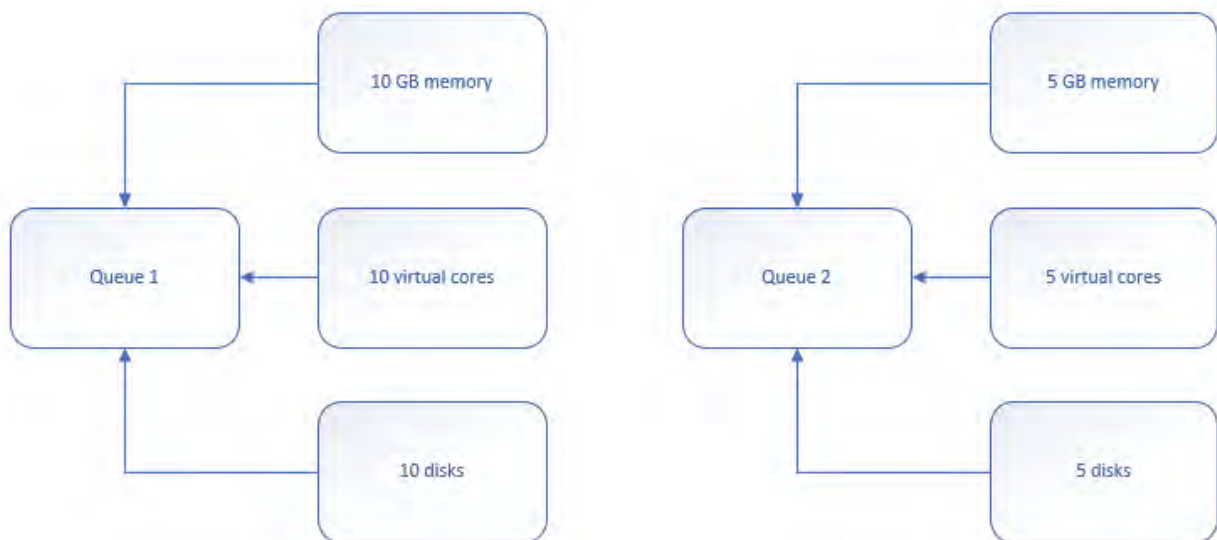 10 GB memory
5 GB memory
Queue 1
10 virtual cores
Queue 2
5 virtual cores
10 disks
5 disks